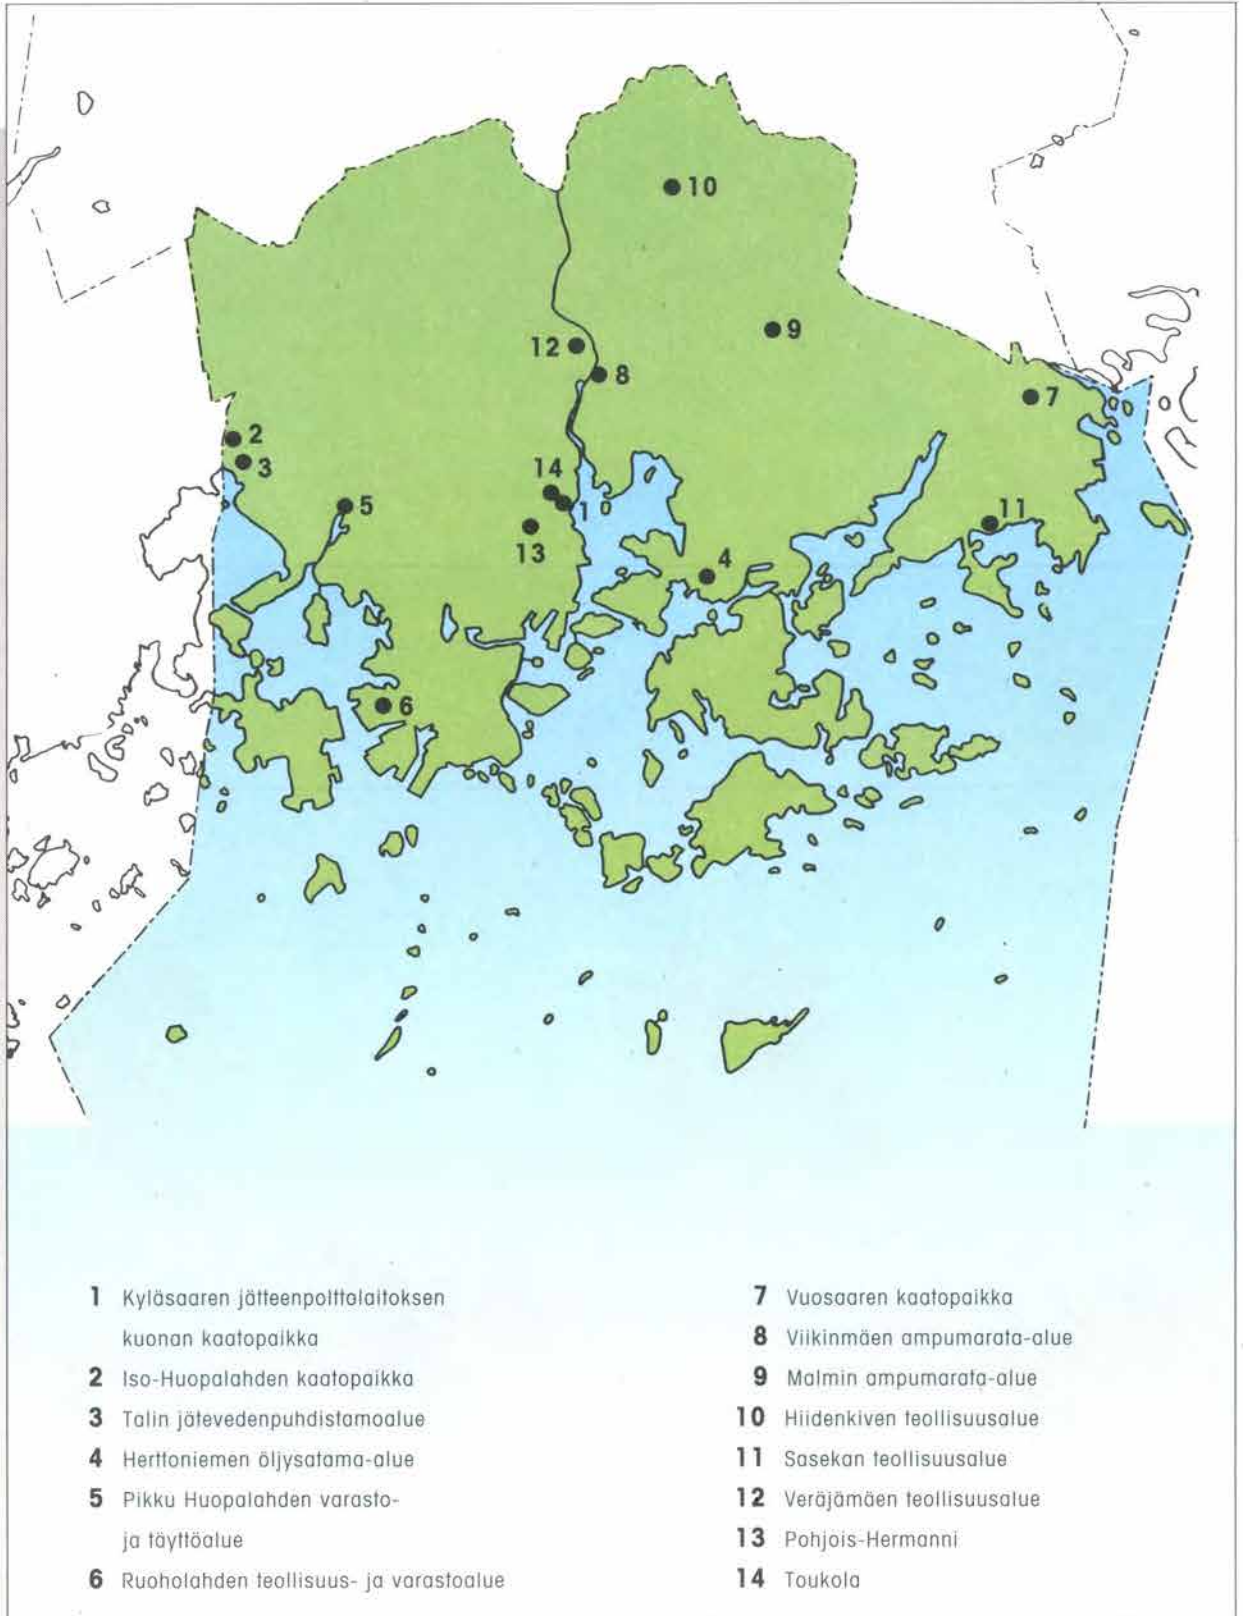 10
9
12
8
7
2
3
14
5
1
11
13
4
6
1 Kyläsaaren jätteenpolttolaitoksen
kuonan kaatopaikka
2 Iso-Huopalahden kaatopaikka
3 Talin jätevedenpuhdistamoalue
4 Herttoniemen öljysatama-alue
5 Pikku Huopalahden varasto-
ja täyttöalue
6 Ruoholahden teollisuus- ja varastoalue
7 Vuosaaren kaatopaikka
8 Viikinmäen ampumarata-alue
9 Malmin ampumarata-alue
10 Hiidenkiven teollisuusalue
11 Sasekan teollisuusalue
12 Veräjämäen teollisuusalue
13 Pohjois-Hermanni
14 Toukola